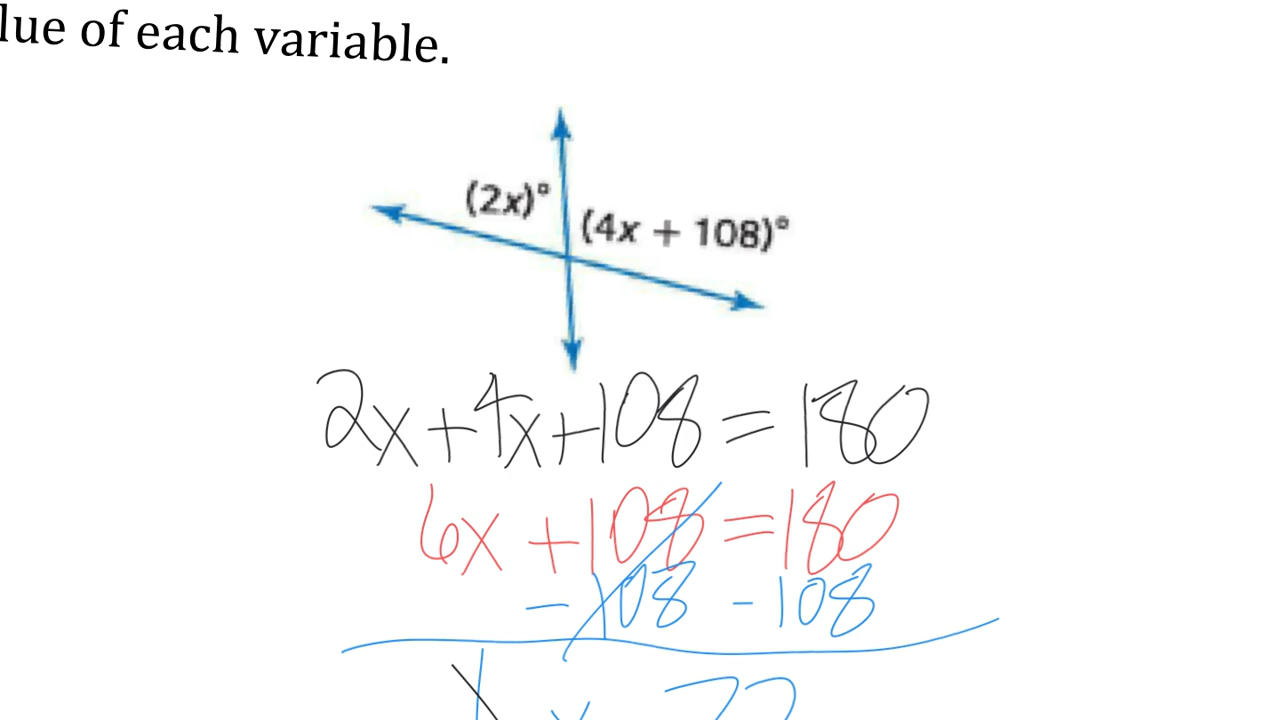 lue of each variable.
(2x)°
(4x + 108)°
2x+4x+108=180
6x +108=180
-108 -108